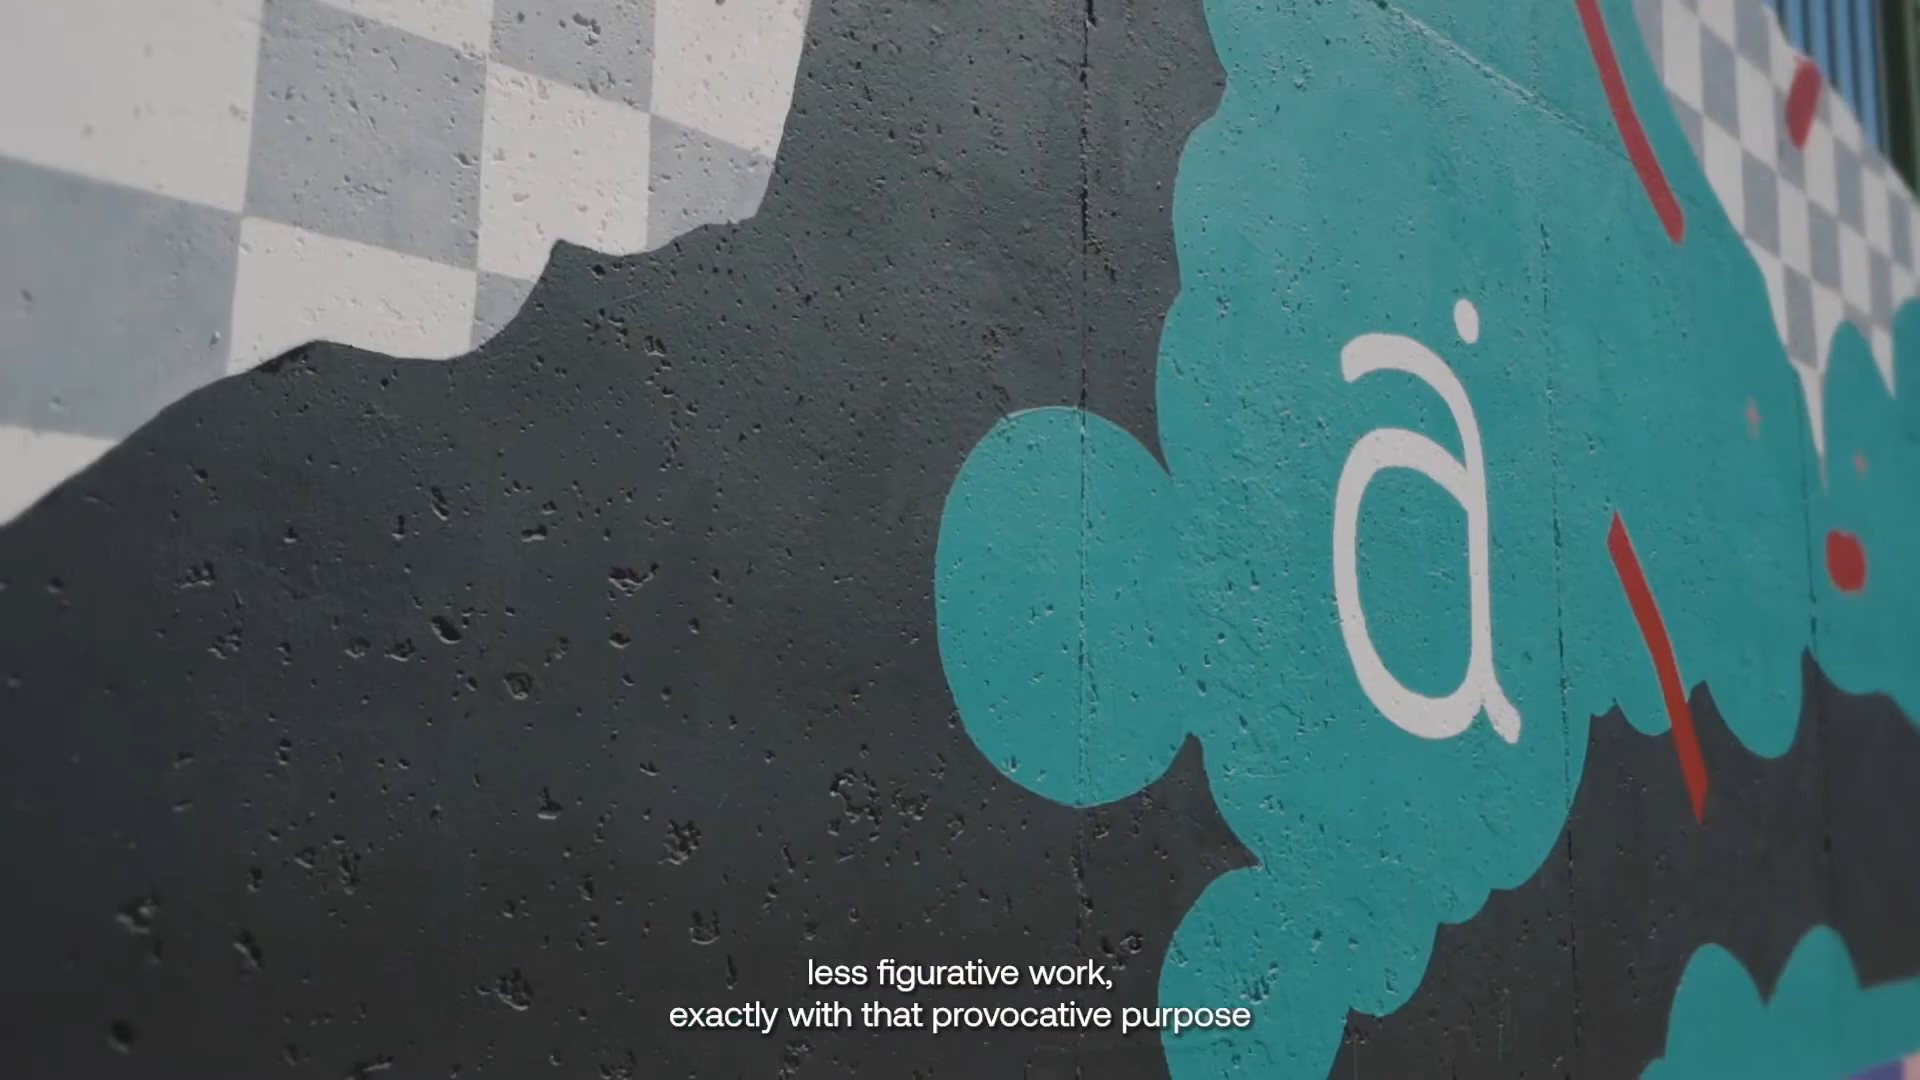 ȧ
less figurative work,
exactly with that provocative purpose